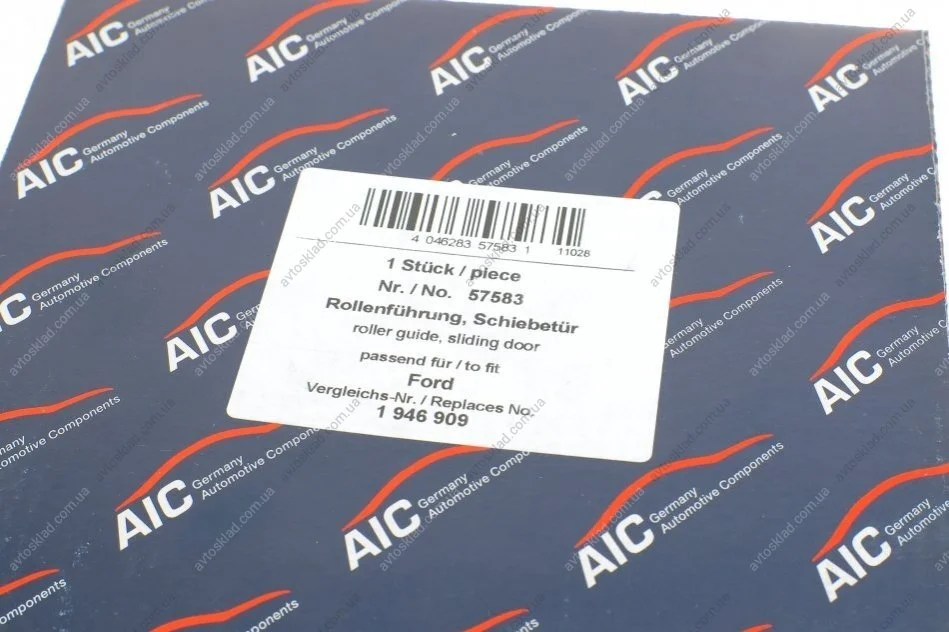 AIC Germany Automotive Components
4 046283 57583 1 11028
1 Stück / piece
Nr. / No. 57583
Rollenführung, Schiebetür
roller guide, sliding door
passend für / to fit
Ford
Vergleichs-Nr. / Replaces No.
1 946 909
avtosklad.com.ua